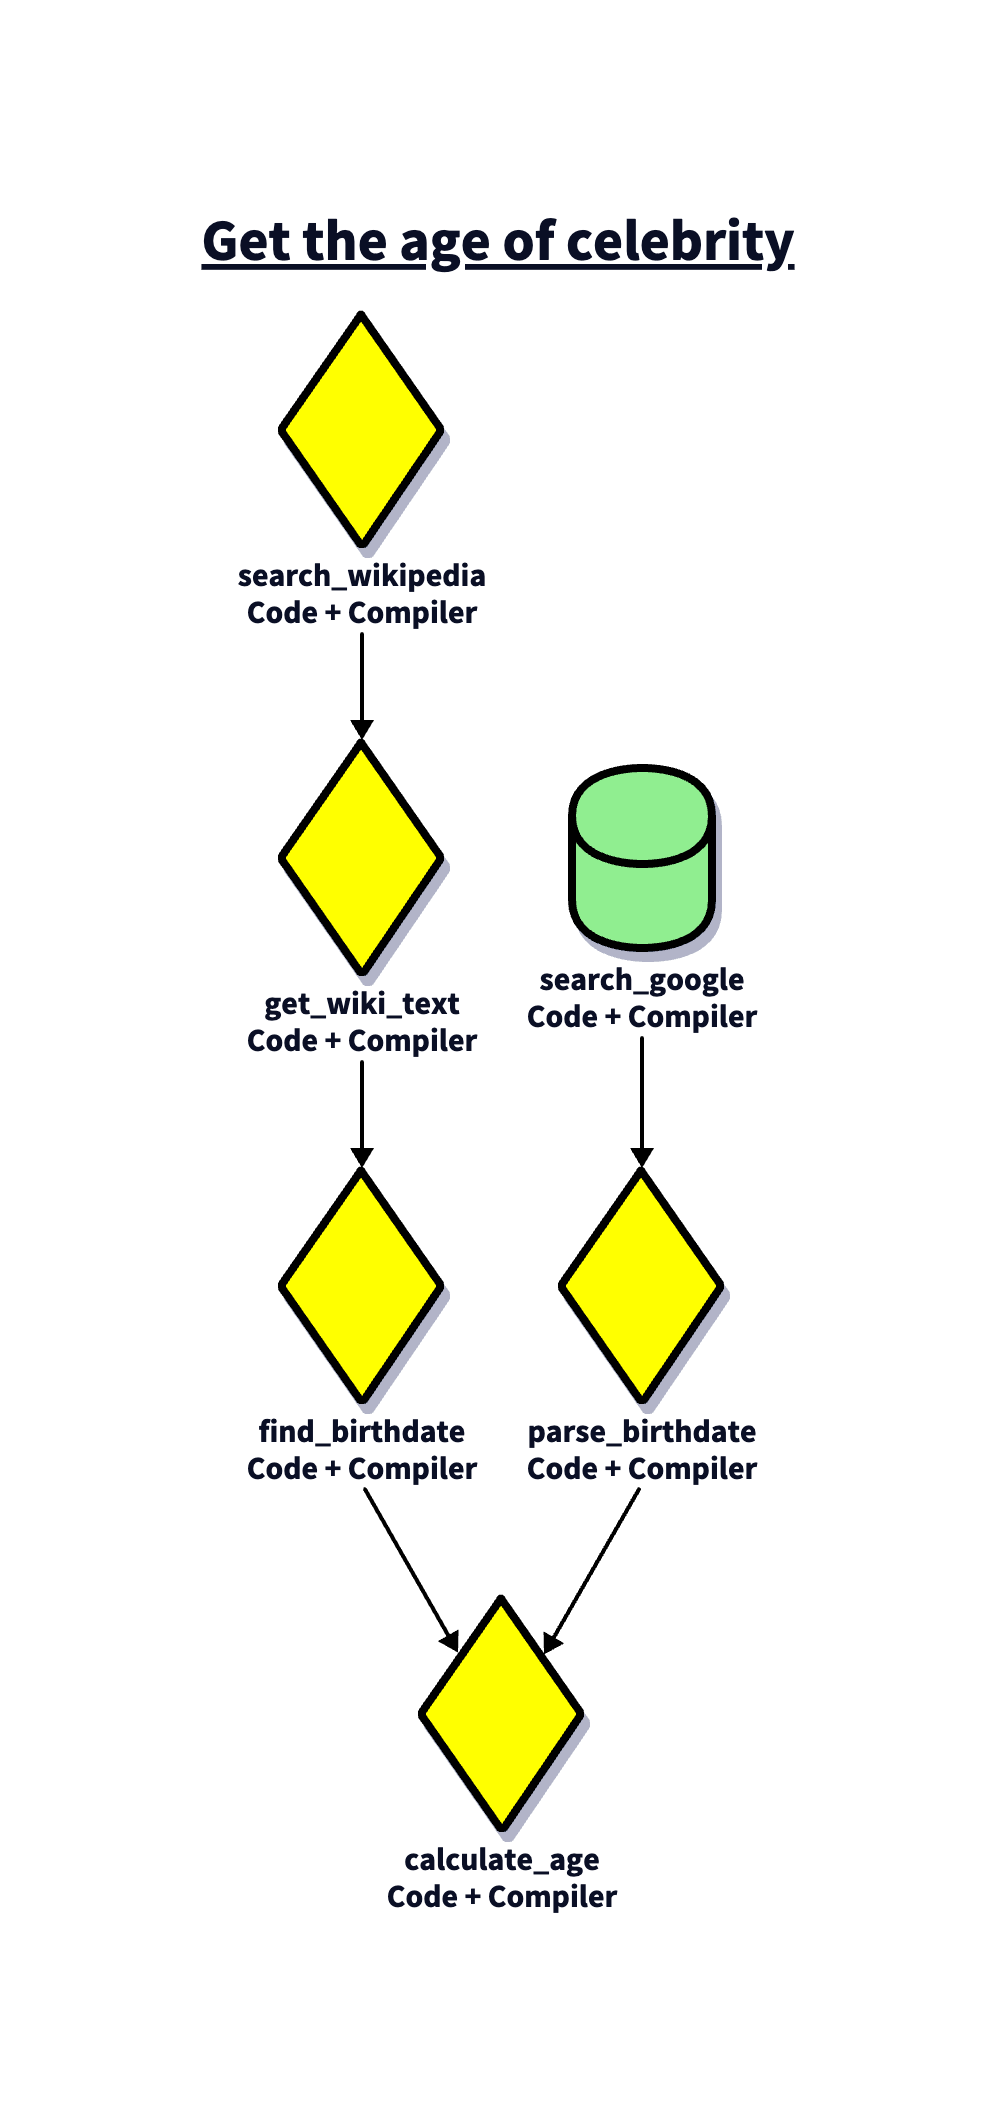 Get the age of celebrity
search_wikipedia
Code + Compiler
get_wiki_text
Code + Compiler
search_google
Code + Compiler
find_birthdate
Code + Compiler
parse_birthdate
Code + Compiler
calculate_age
Code + Compiler